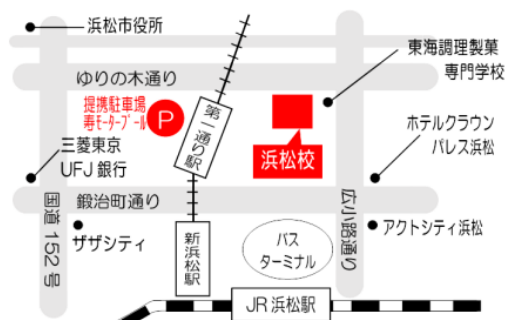 浜松市役所
東海調理製菓
専門学校
ゆりの木通り
提携駐車場
寿モータープール
P
第一通り駅
浜松校
ホテルクラウン
パレス浜松
三菱東京
UFJ 銀行
鍛冶町通り
国道152号
ザザシティ
新浜松駅
バス
ターミナル
広小路通り
アクトシティ浜松
JR 浜松駅